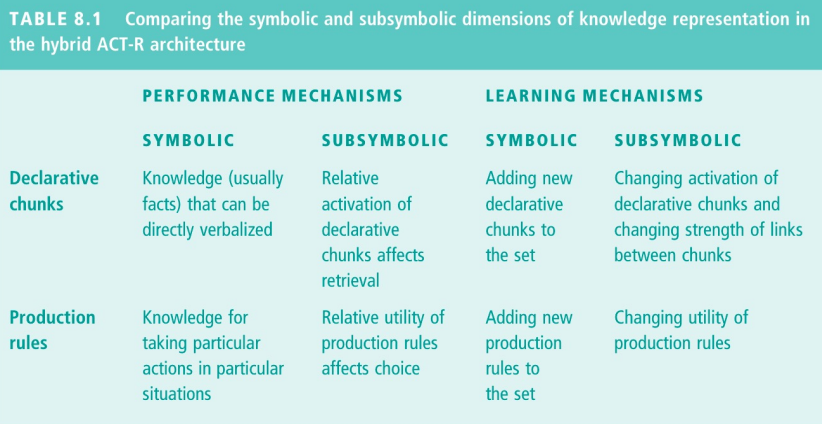 TABLE 8.1 Comparing the symbolic and subsymbolic dimensions of knowledge representation in
the hybrid ACT-R architecture
PERFORMANCE MECHANISMS LEARNING MECHANISMS
SYMBOLIC SUBSYMBOLIC SYMBOLIC SUBSYMBOLIC
Declarative Knowledge (usually Relative Adding new Changing activation of
chunks facts) that can be activation of declarative declarative chunks and
directly verbalized declarative chunks to changing strength of links
chunks affects the set between chunks
retrieval
Production Knowledge for Relative utility of Adding new Changing utility of
rules taking particular production rules production production rules
actions in particular affects choice rules to
situations the set